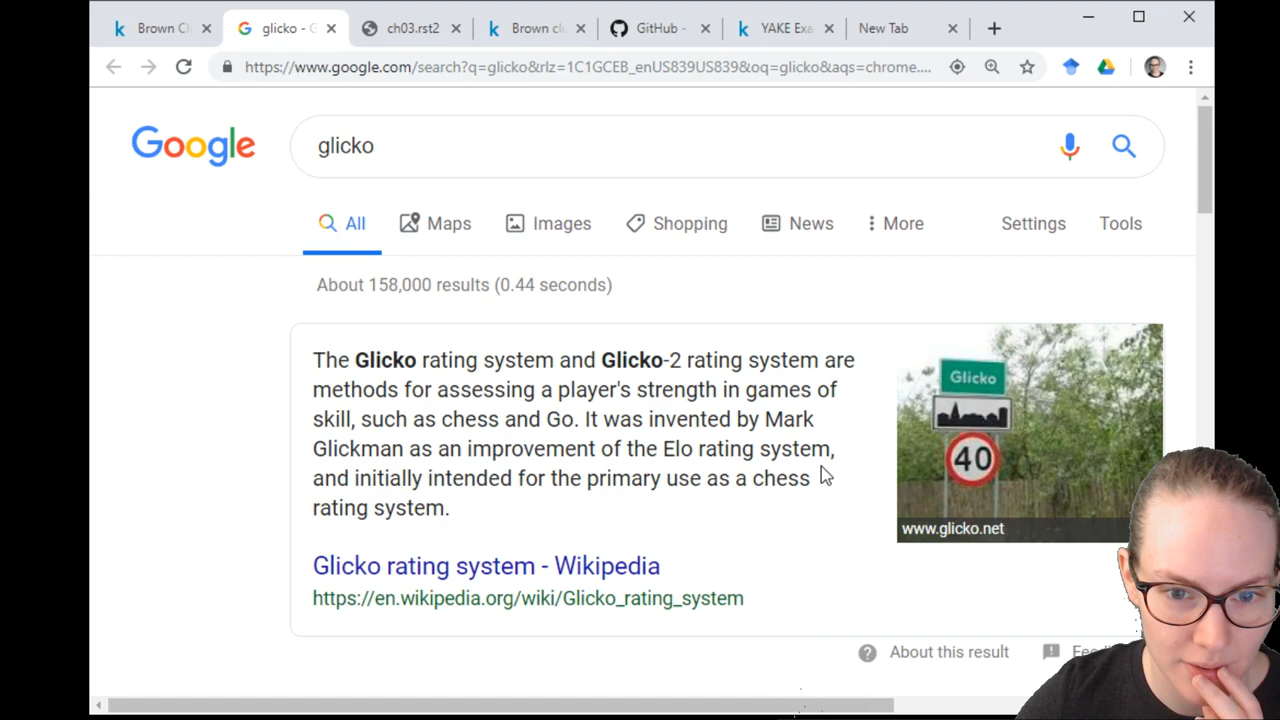 Brown Cl
glicko - G
ch03.rst2
Brown clu
GitHub -
YAKE Exa
New Tab
https://www.google.com/search?q=glicko&rlz=1C1GCEB_enUS839US839&oq=glicko&aqs=chrome....
Google
glicko
All
Maps
Images
Shopping
News
More
Settings
Tools
About 158,000 results (0.44 seconds)
The Glicko rating system and Glicko-2 rating system are
methods for assessing a player's strength in games of
skill, such as chess and Go. It was invented by Mark
Glickman as an improvement of the Elo rating system,
and initially intended for the primary use as a chess
rating system.
Glicko
40
www.glicko.net
Glicko rating system - Wikipedia
https://en.wikipedia.org/wiki/Glicko_rating_system
About this result